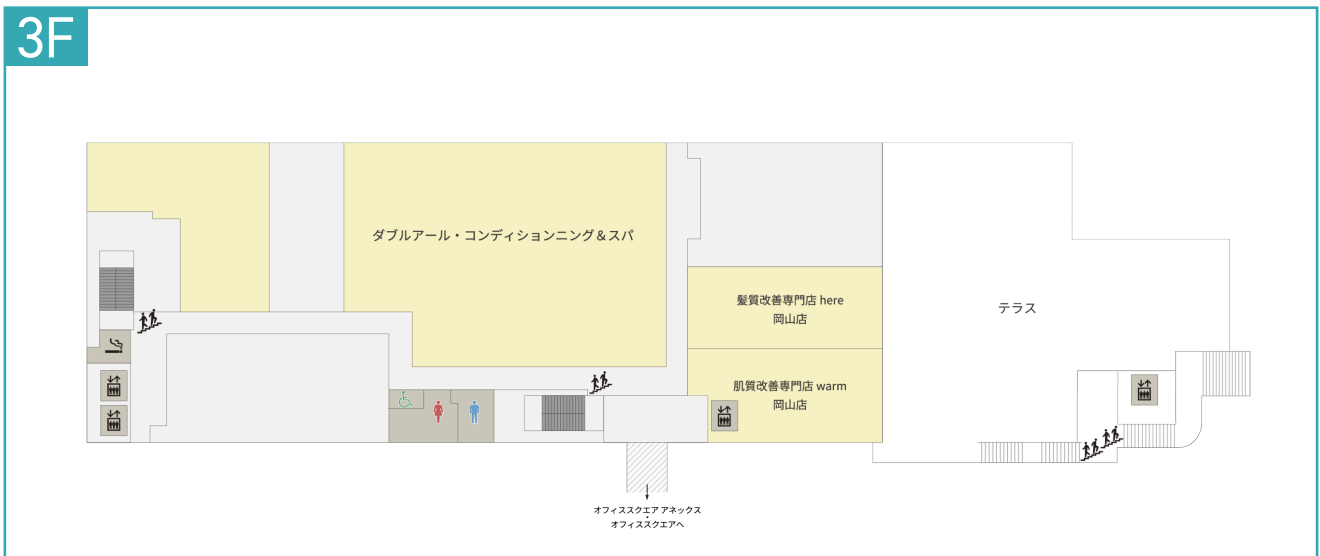 3F
ダブルアール・コンディションニング＆スパ
髪質改善専門店 here
岡山店
テラス
肌質改善専門店 warm
岡山店
オフィススクエア アネックス
・
オフィススクエアへ